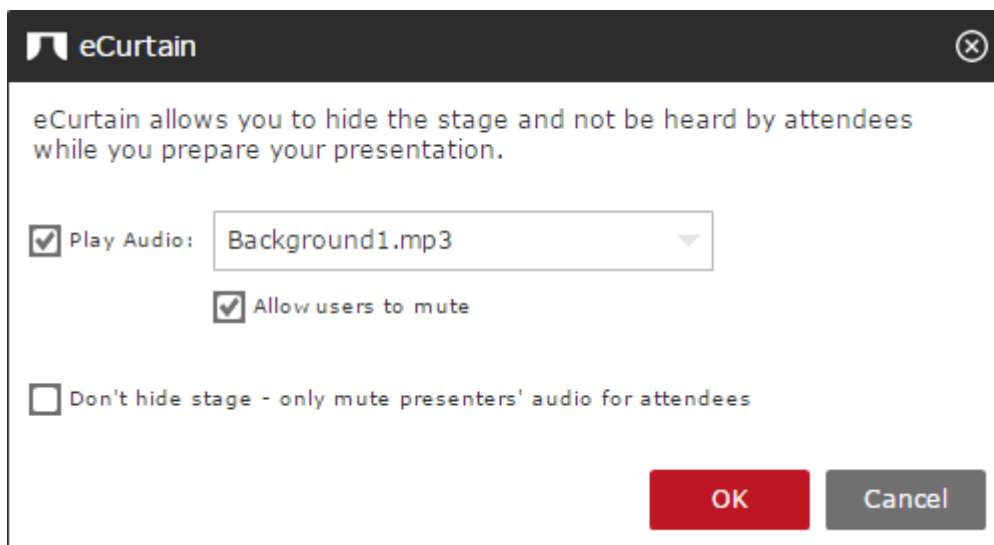 eCurtain
eCurtain allows you to hide the stage and not be heard by attendees
while you prepare your presentation.
Play Audio: Background1.mp3
Allow users to mute
Don't hide stage - only mute presenters' audio for attendees
OK Cancel